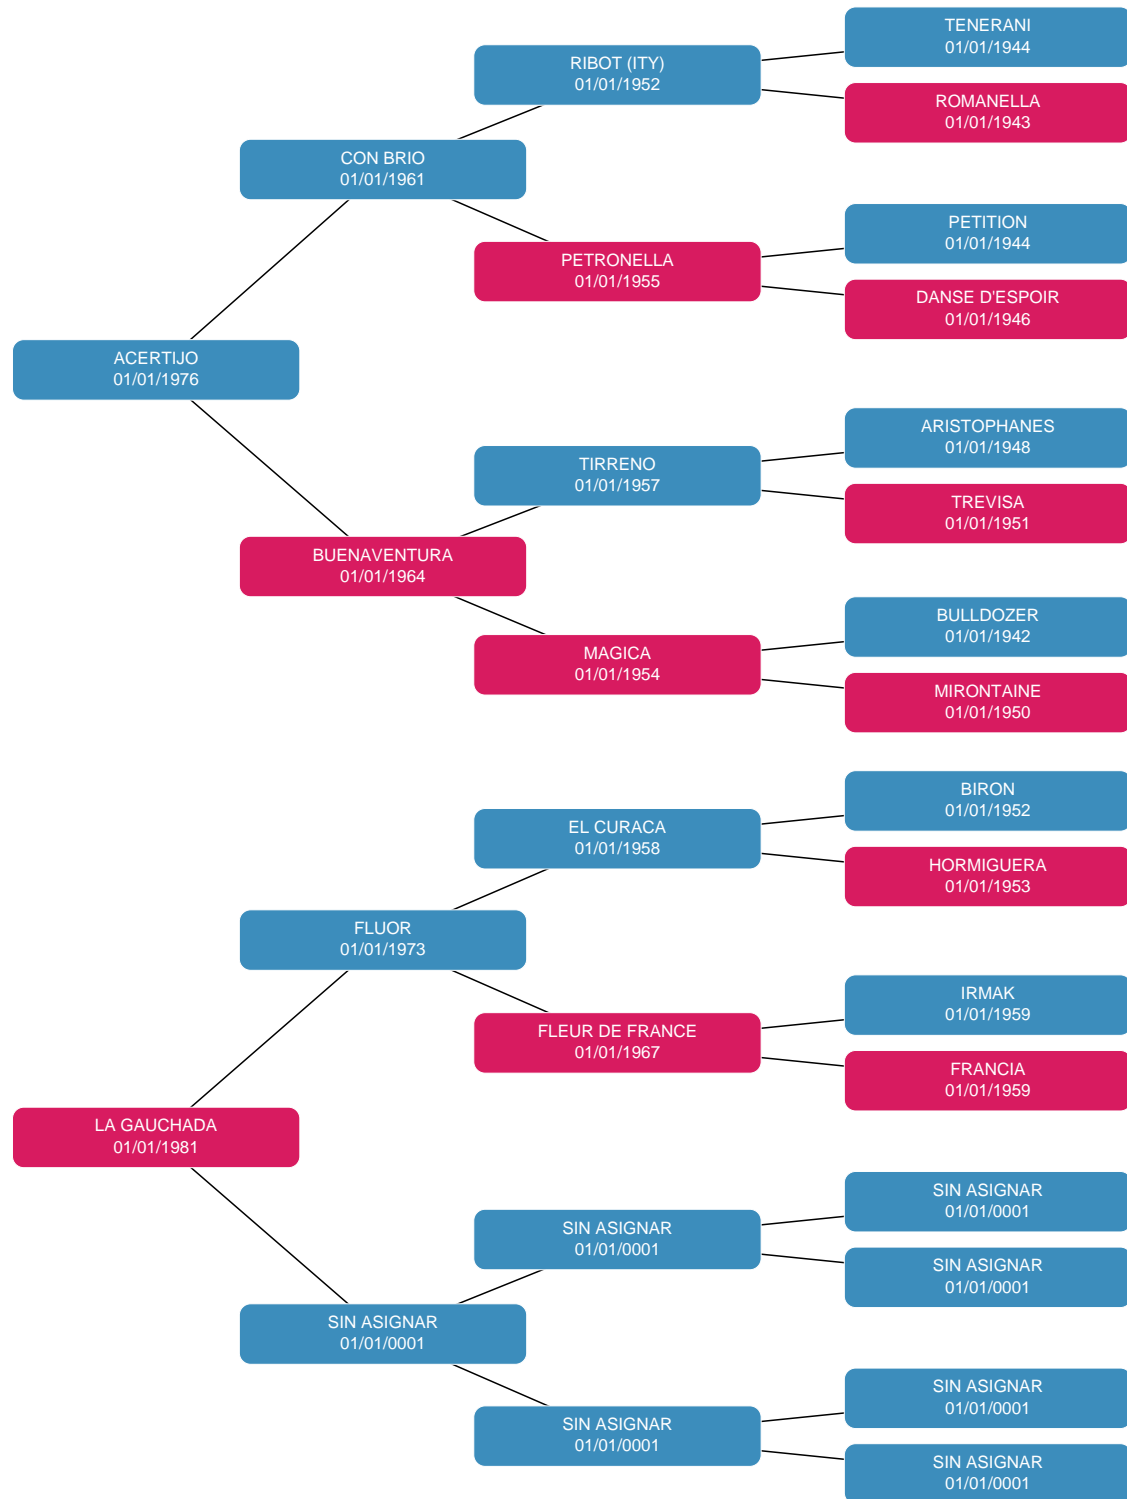 TENERANI
01/01/1944
RIBOT (ITY)
01/01/1952
ROMANELLA
01/01/1943
CON BRIO
01/01/1961
PETITION
01/01/1944
PETRONELLA
01/01/1955
DANSE D'ESPOIR
01/01/1946
ACERTIJO
01/01/1976
ARISTOPHANES
01/01/1948
TIRRENO
01/01/1957
TREVISA
01/01/1951
BUENAVENTURA
01/01/1964
BULLDOZER
01/01/1942
MAGICA
01/01/1954
MIRONTAINE
01/01/1950
BIRON
01/01/1952
EL CURACA
01/01/1958
HORMIGUERA
01/01/1953
FLUOR
01/01/1973
IRMAK
01/01/1959
FLEUR DE FRANCE
01/01/1967
FRANCIA
01/01/1959
LA GAUCHADA
01/01/1981
SIN ASIGNAR
01/01/0001
SIN ASIGNAR
01/01/0001
SIN ASIGNAR
01/01/0001
SIN ASIGNAR
01/01/0001
SIN ASIGNAR
01/01/0001
SIN ASIGNAR
01/01/0001
SIN ASIGNAR
01/01/0001